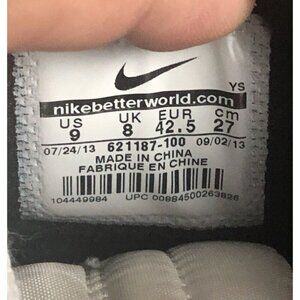 YS
nikebetterworld.com
US UK EUR cm
9 8 42.5 27
07/24/13 621187-100 09/02/13
MADE IN CHINA
FABRIQUE EN CHINE
104449984 UPC 00884500263826